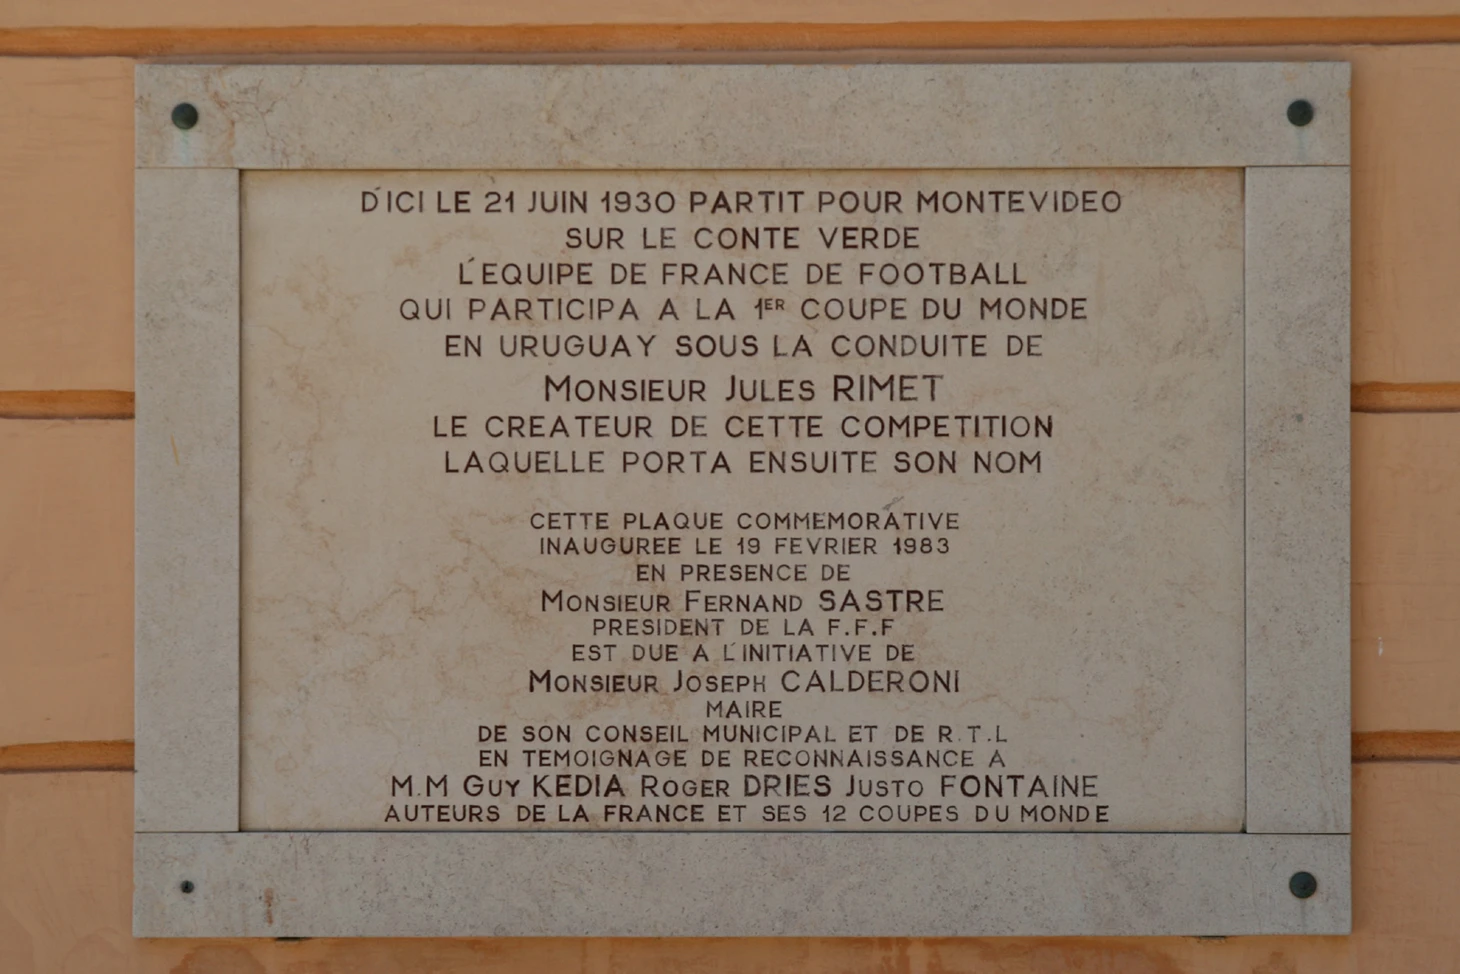 D'ICI LE 21 JUIN 1930 PARTIT POUR MONTEVIDEO
SUR LE CONTE VERDE
L'EQUIPE DE FRANCE DE FOOTBALL
QUI PARTICIPA A LA 1ER COUPE DU MONDE
EN URUGUAY SOUS LA CONDUITE DE
MONSIEUR JULES RIMET
LE CREATEUR DE CETTE COMPETITION
LAQUELLE PORTA ENSUITE SON NOM
CETTE PLAQUE COMMEMORATIVE
INAUGUREE LE 19 FEVRIER 1983
EN PRESENCE DE
MONSIEUR FERNAND SASTRE
PRESIDENT DE LA F.F.F
EST DUE A L'INITIATIVE DE
MONSIEUR JOSEPH CALDERONI
MAIRE
DE SON CONSEIL MUNICIPAL ET DE R.T.L
EN TEMOIGNAGE DE RECONNAISSANCE A
M.M GUY KEDIA ROGER DRIES JUSTO FONTAINE
AUTEURS DE LA FRANCE ET SES 12 COUPES DU MONDE